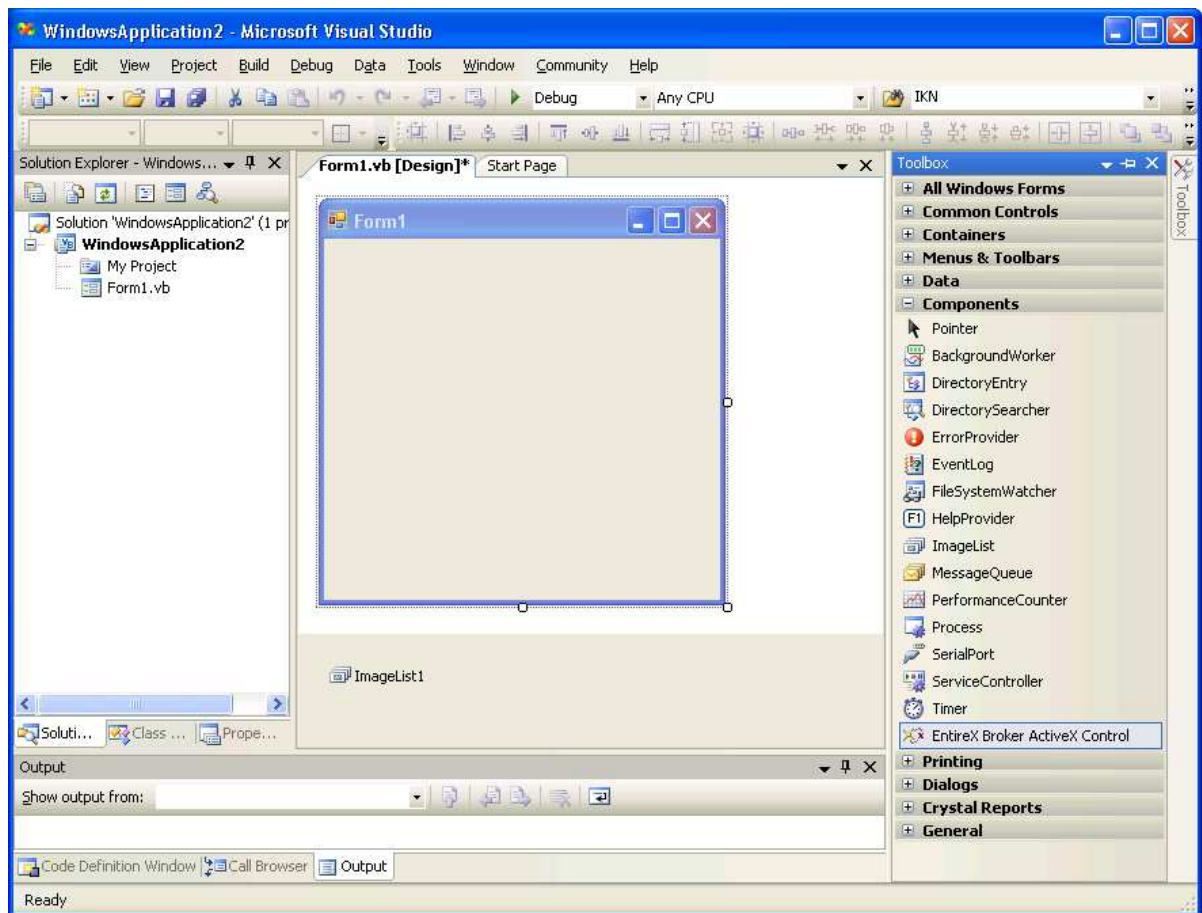 WindowsApplication2 - Microsoft Visual Studio
File Edit View Project Build Debug Data Tools Window Community Help
Debug Any CPU IKN
Solution Explorer - Windows...
Solution 'WindowsApplication2' (1 pr
WindowsApplication2
My Project
Form1.vb
Soluti... Class ... Prope...
Form1.vb [Design]* Start Page
Form1
ImageList1
Toolbox
All Windows Forms
Common Controls
Containers
Menus & Toolbars
Data
Components
Pointer
BackgroundWorker
DirectoryEntry
DirectorySearcher
ErrorProvider
EventLog
FileSystemWatcher
F1 HelpProvider
ImageList
MessageQueue
PerformanceCounter
Process
SerialPort
ServiceController
Timer
EntireX Broker ActiveX Control
Printing
Dialogs
Crystal Reports
General
Toolbox
Output
Show output from:
Code Definition Window Call Browser Output
Ready